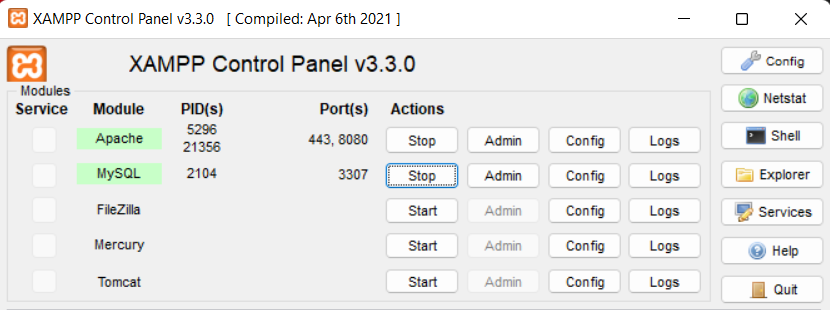 XAMPP Control Panel v3.3.0 [ Compiled: Apr 6th 2021 ]
XAMPP Control Panel v3.3.0
Config
Modules
Service Module PID(s) Port(s) Actions
Netstat
Apache 5296 21356 443, 8080 Stop Admin Config Logs
Shell
MySQL 2104 3307 Stop Admin Config Logs
Explorer
FileZilla Start Admin Config Logs
Services
Mercury Start Admin Config Logs
Help
Tomcat Start Admin Config Logs
Quit